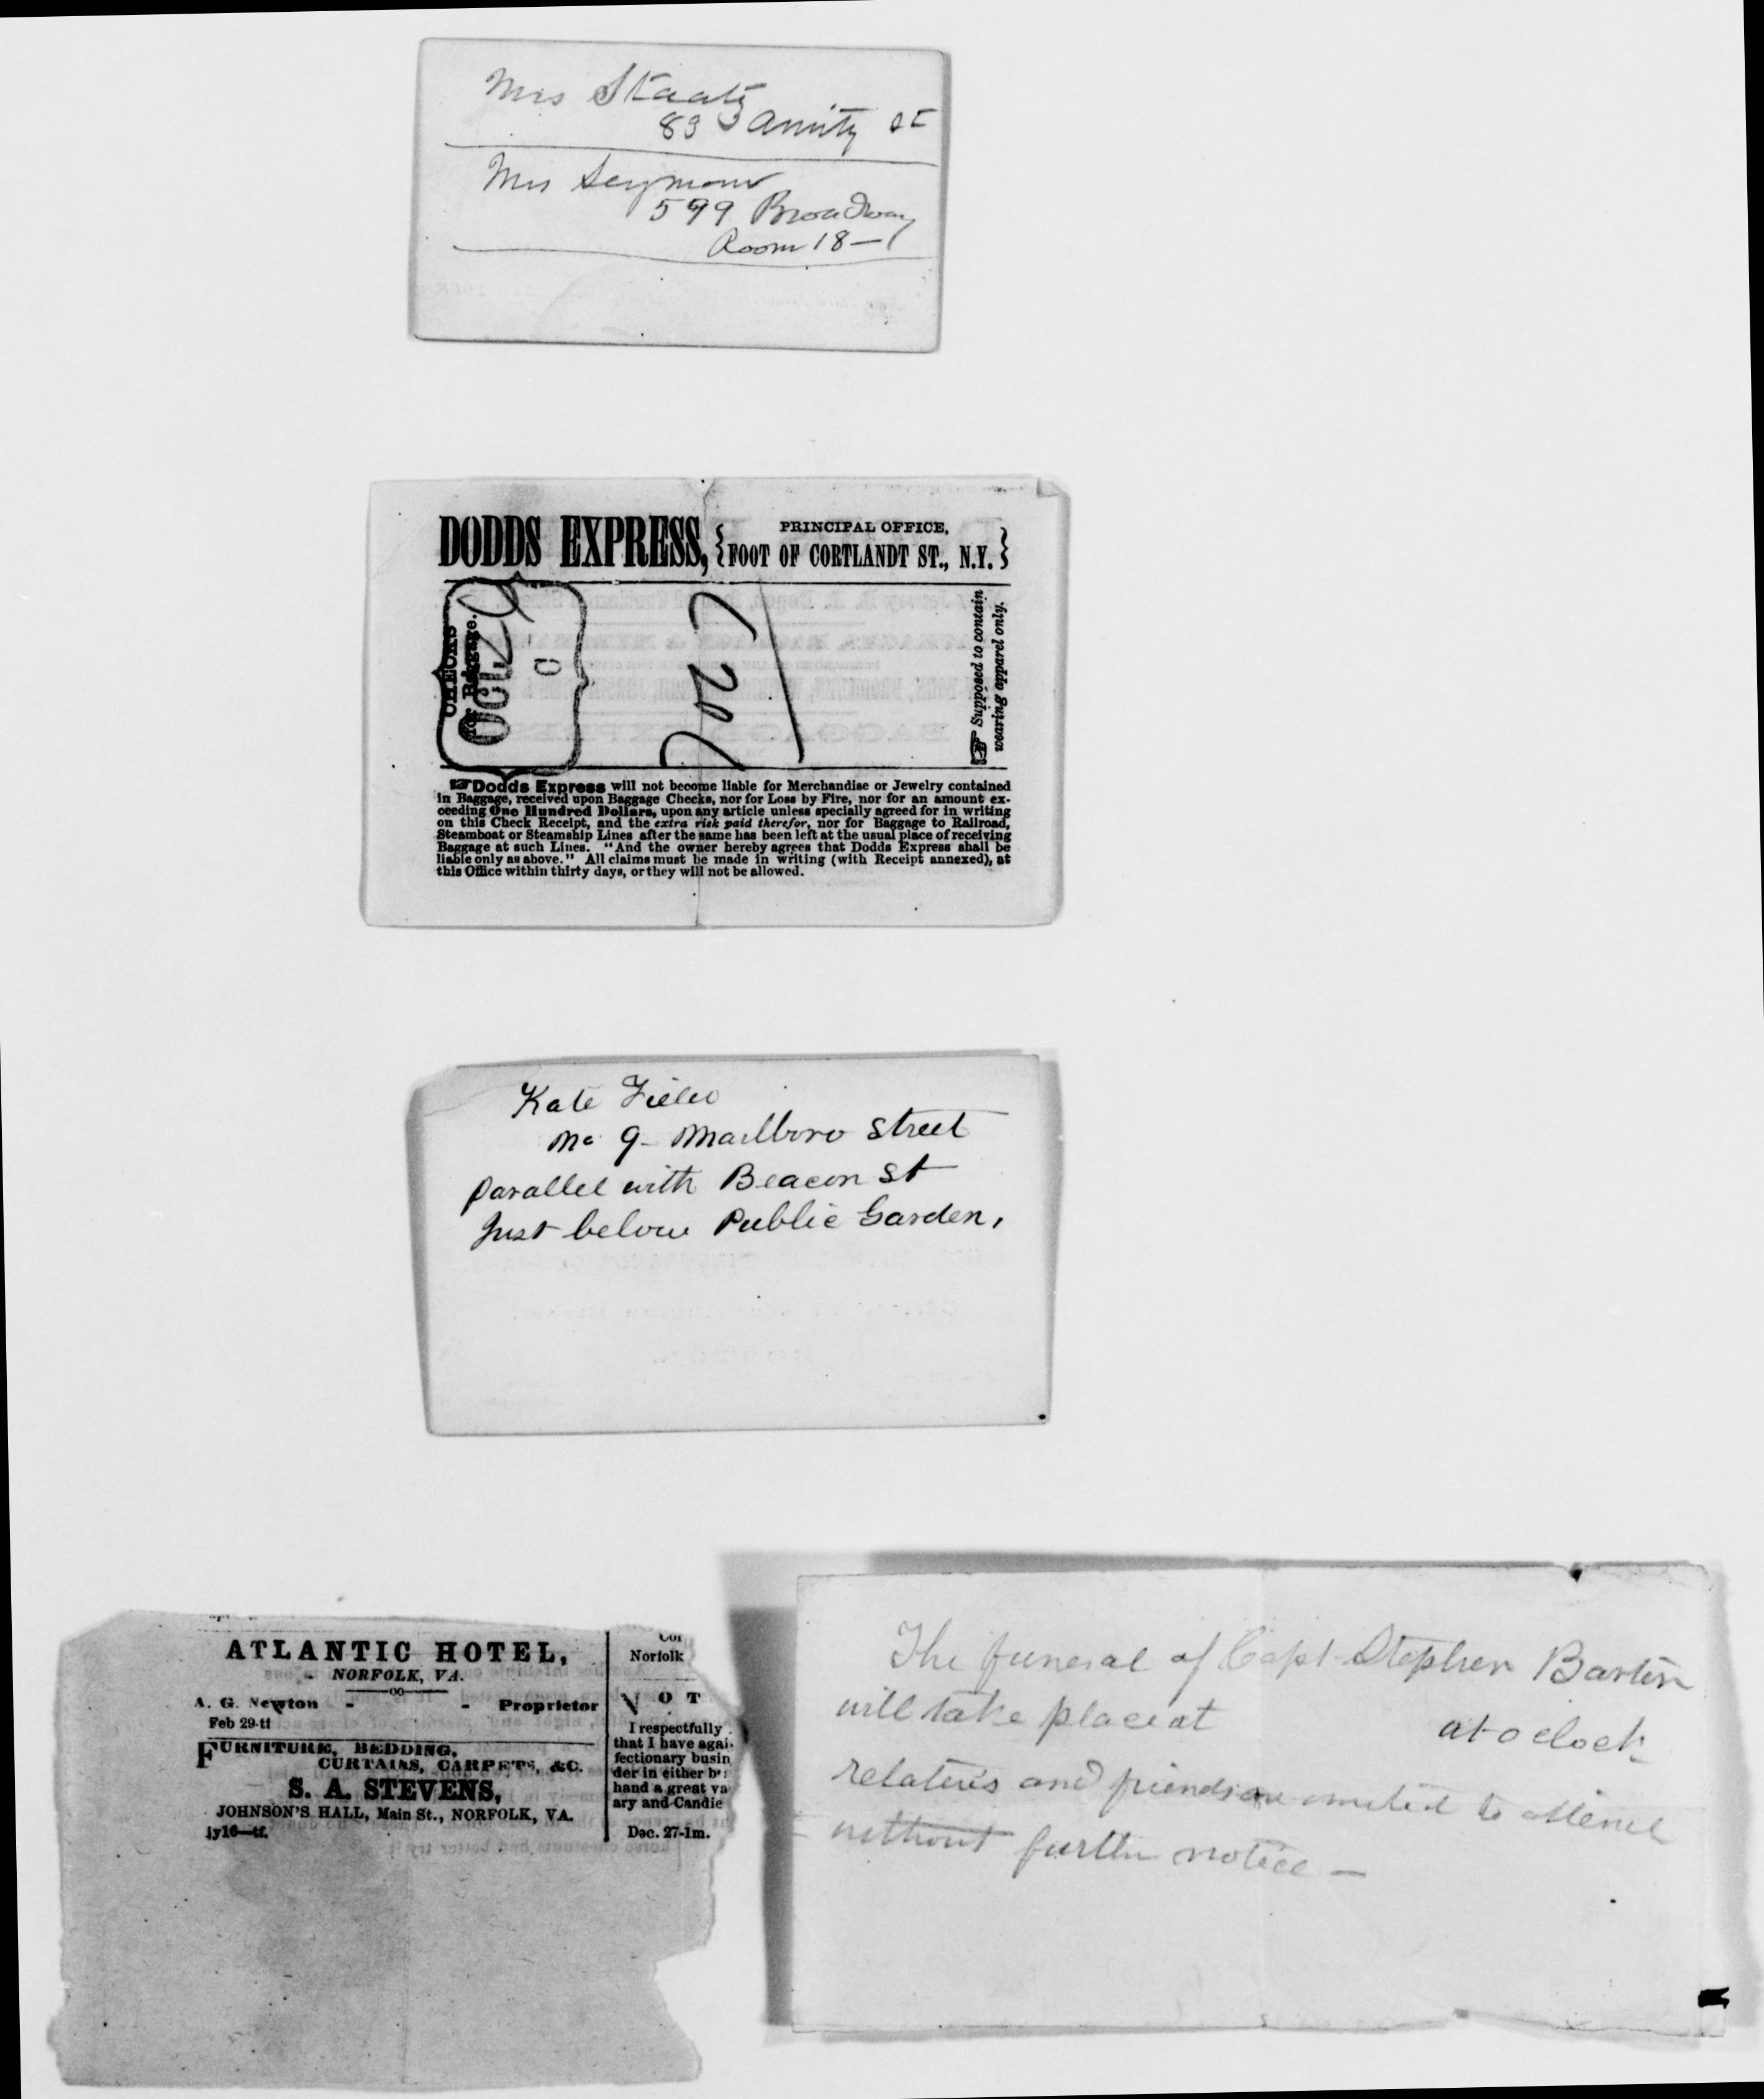 Mrs Staats
83 Amity st
Mrs Seymour
599 Broadway
Room 18—
DODDS EXPRESS, { PRINCIPAL OFFICE,
FOOT OF CORTLANDT ST., N.Y. }
CHECKS
for Baggage.
C
☞ Supposed to contain
wearing apparel only.
☞ Dodds Express will not become liable for Merchandise or Jewelry contained
in Baggage, received upon Baggage Checks, nor for Loss by Fire, nor for an amount ex-
ceeding One Hundred Dollars, upon any article unless specially agreed for in writing
on this Check Receipt, and the extra risk paid therefor, nor for Baggage to Railroad,
Steamboat or Steamship Lines after the same has been left at the usual place of receiving
Baggage at such Lines. "And the owner hereby agrees that Dodds Express shall be
liable only as above." All claims must be made in writing (with Receipt annexed), at
this Office within thirty days, or they will not be allowed.
Kate Field
No 9- Marlboro Street
parallel with Beacon St
Just below Public Garden,
ATLANTIC HOTEL,
NORFOLK, VA.
A. G. Newton - - Proprietor
Feb 29-tf
FURNITURE, BEDDING,
CURTAINS, CARPETS, &C.
S. A. STEVENS,
JOHNSON'S HALL, Main St., NORFOLK, VA.
jy16—tf.
Cor
Norfolk
NOT
I respectfully
that I have agai
fectionary busin
der in either b
hand a great va
ary and Candie
Dec. 27-1m.
The funeral of Capt. Stephen Barton
will take place at at o clock
relatives and friends are invited to attend
without further notice —